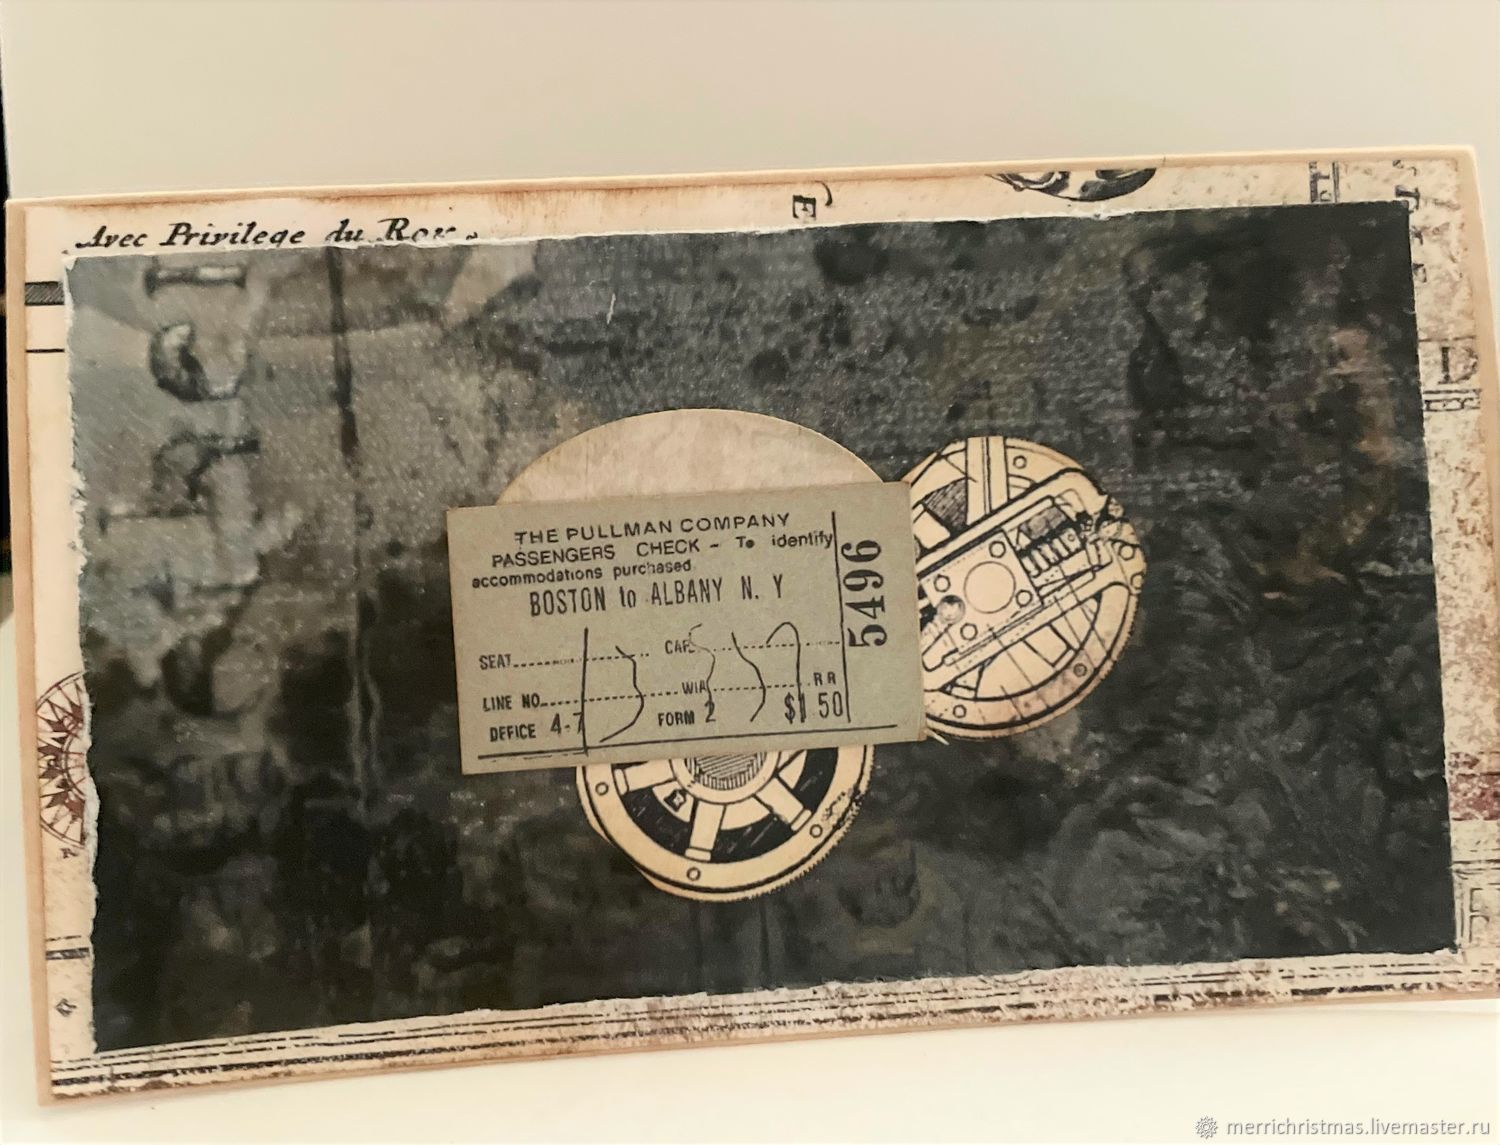 Avec Privilege du Roy
E
THE PULLMAN COMPANY
PASSENGERS CHECK - To identify
accommodations purchased
BOSTON to ALBANY N. Y
SEAT CAR
LINE NO. VIA RR
OFFICE 4-7 FORM 2 $1 50
5496
E
merrichristmas.livemaster.ru